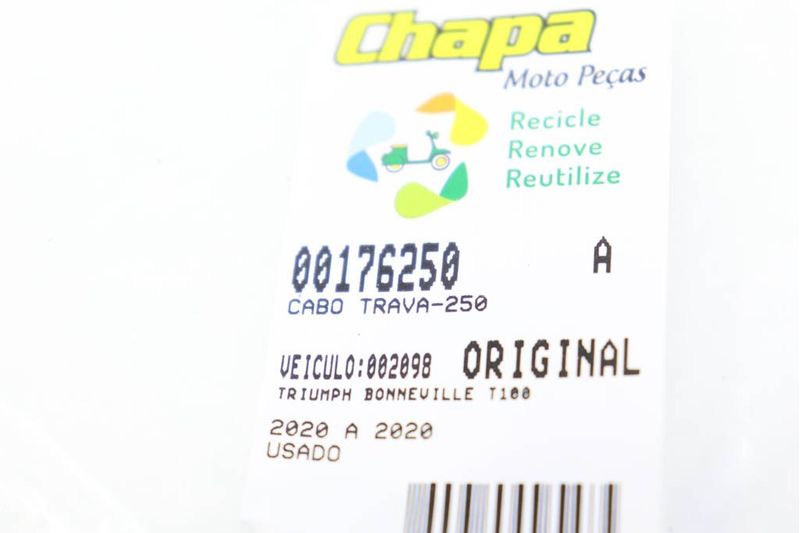 Chapa
Moto Peças
Recicle
Renove
Reutilize
00176250 A
CABO TRAVA-250
VEICULO:002098 ORIGINAL
TRIUMPH BONNEVILLE T100
2020 A 2020
USADO